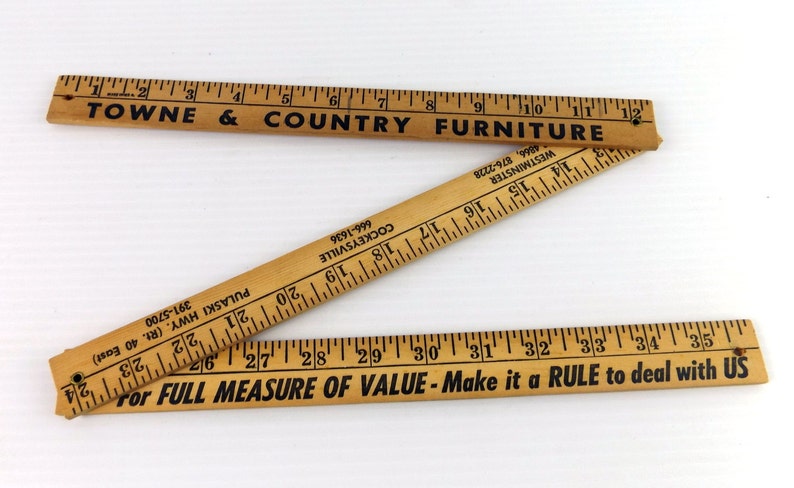 1 2 3 4 5 6 7 8 9 10 11 12
TOWNE & COUNTRY FURNITURE
4866, 876-2228
WESTMINSTER
666-1636
COCKEYSVILLE
391-5700
PULASKI HWY. (Rt. 40 East)
14 15 16 17 18 19 20 21 22 23 24
26 27 28 29 30 31 32 33 34 35
For FULL MEASURE OF VALUE - Make it a RULE to deal with US